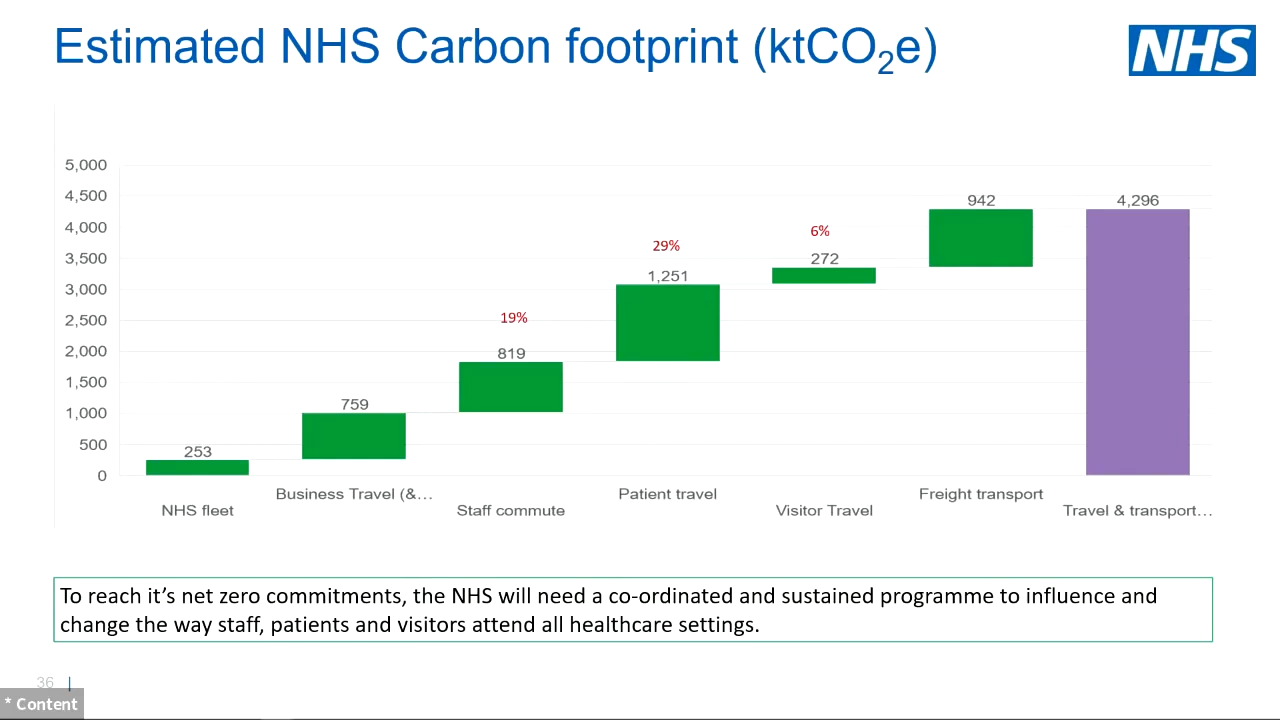 Estimated NHS Carbon footprint (ktCO₂e)
NHS
5,000
4,500
4,000
3,500
3,000
2,500
2,000
1,500
1,000
500
0
253
759
19%
819
29%
1,251
6%
272
942
4,296
NHS fleet
Business Travel (&…
Staff commute
Patient travel
Visitor Travel
Freight transport
Travel & transport…
To reach it’s net zero commitments, the NHS will need a co-ordinated and sustained programme to influence and
change the way staff, patients and visitors attend all healthcare settings.
36 |
* Content